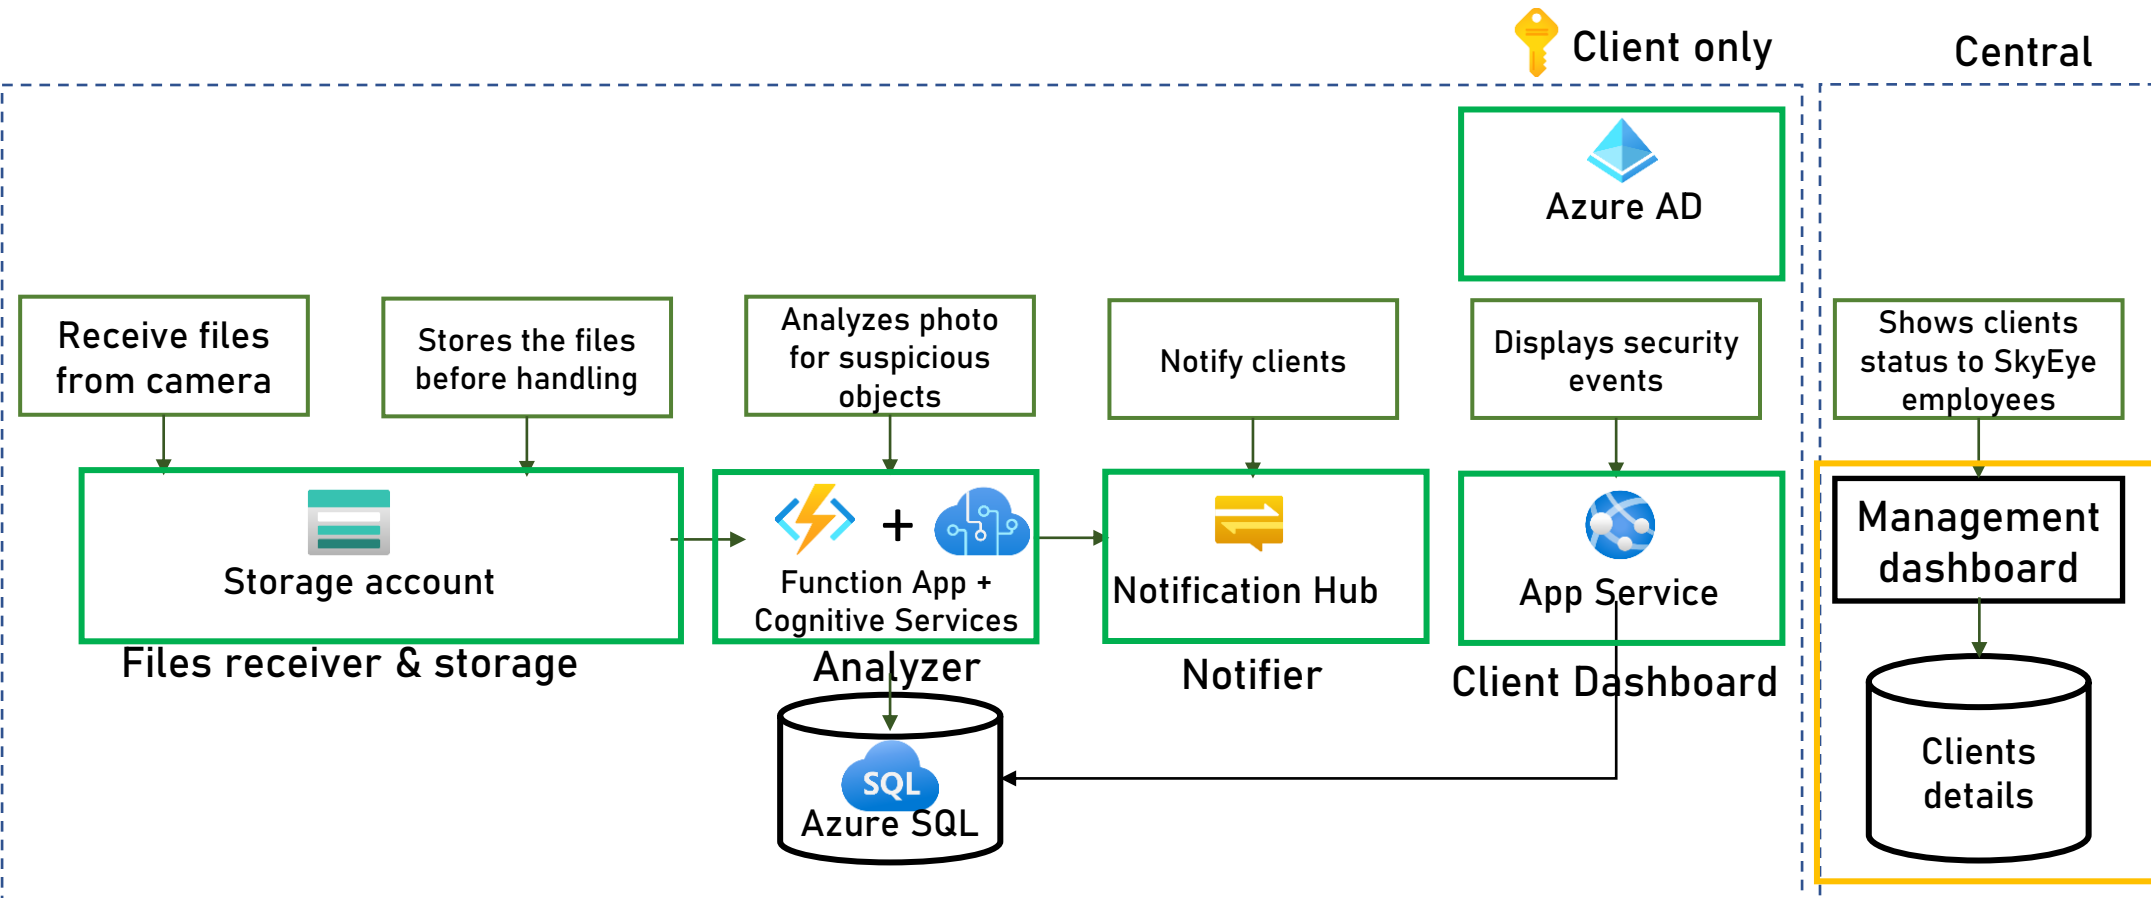 Client only
Central
Azure AD
Receive files
from camera
Stores the files
before handling
Analyzes photo
for suspicious
objects
Notify clients
Displays security
events
Shows clients
status to SkyEye
employees
Storage account
+
Function App +
Cognitive Services
Notification Hub
App Service
Management
dashboard
Files receiver & storage
Analyzer
Notifier
Client Dashboard
SQL
Azure SQL
Clients
details